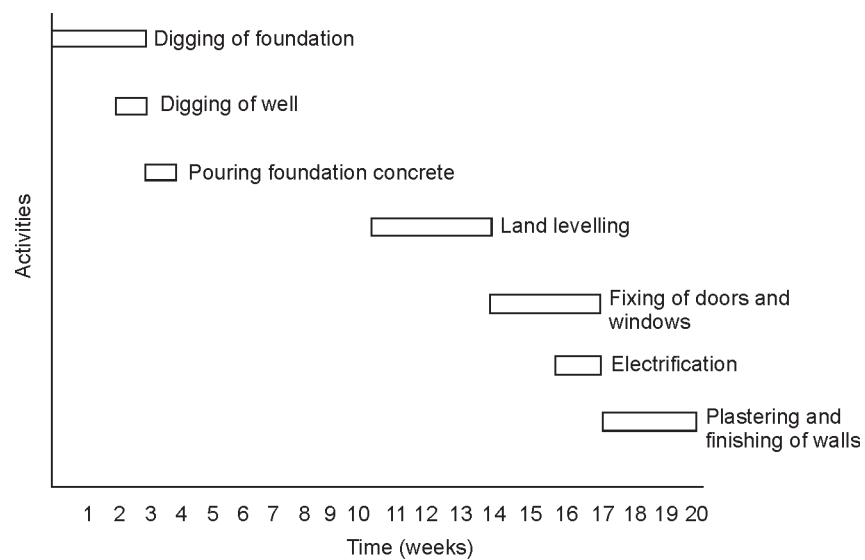 Digging of foundation
Digging of well
Pouring foundation concrete
Activities
Land levelling
Fixing of doors and
windows
Electrification
Plastering and
finishing of walls
1 2 3 4 5 6 7 8 9 10 11 12 13 14 15 16 17 18 19 20
Time (weeks)